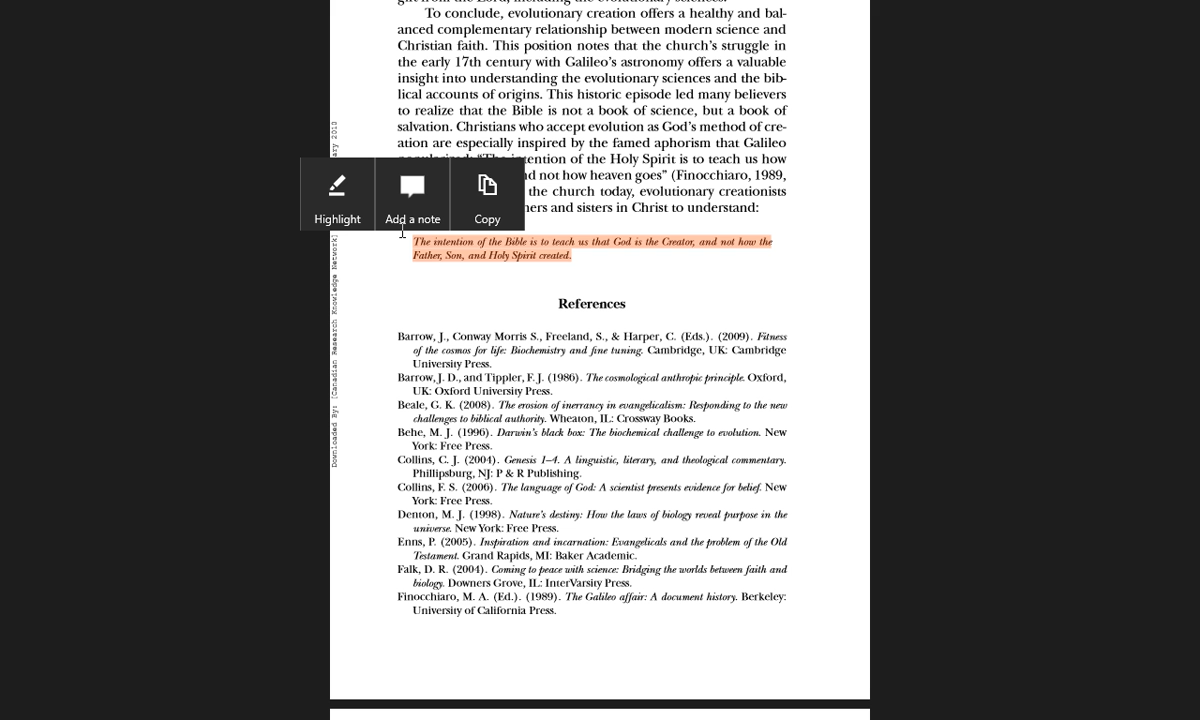 To conclude, evolutionary creation offers a healthy and bal-
anced complementary relationship between modern science and
Christian faith. This position notes that the church's struggle in
the early 17th century with Galileo's astronomy offers a valuable
insight into understanding the evolutionary sciences and the bib-
lical accounts of origins. This historic episode led many believers
to realize that the Bible is not a book of science, but a book of
salvation. Christians who accept evolution as God's method of cre-
ation are especially inspired by the famed aphorism that Galileo
of the Holy Spirit is to teach us how
not how heaven goes" (Finocchiaro, 1989,
the church today, evolutionary creationists
and sisters in Christ to understand:
Highlight
Add a note
Copy
The intention of the Bible is to teach us that God is the Creator, and not how the
Father, Son, and Holy Spirit created.
References
Barrow, J., Conway Morris S., Freeland, S., & Harper, C. (Eds.). (2009). Fitness
of the cosmos for life: Biochemistry and fine tuning. Cambridge, UK: Cambridge
University Press.
Barrow, J. D., and Tippler, F. J. (1986). The cosmological anthropic principle. Oxford,
UK: Oxford University Press.
Beale, G. K. (2008). The erosion of inerrancy in evangelicalism: Responding to the new
challenges to biblical authority. Wheaton, IL: Crossway Books.
Behe, M. J. (1996). Darwin's black box: The biochemical challenge to evolution. New
York: Free Press.
Collins, C. J. (2004). Genesis 1–4. A linguistic, literary, and theological commentary.
Phillipsburg, NJ: P & R Publishing.
Collins, F. S. (2006). The language of God: A scientist presents evidence for belief. New
York: Free Press.
Denton, M. J. (1998). Nature's destiny: How the laws of biology reveal purpose in the
universe. New York: Free Press.
Enns, P. (2005). Inspiration and incarnation: Evangelicals and the problem of the Old
Testament. Grand Rapids, MI: Baker Academic.
Falk, D. R. (2004). Coming to peace with science: Bridging the worlds between faith and
biology. Downers Grove, IL: InterVarsity Press.
Finocchiaro, M. A. (Ed.). (1989). The Galileo affair: A document history. Berkeley:
University of California Press.
Downloaded By: [Canadian Research Knowledge Network]
2010